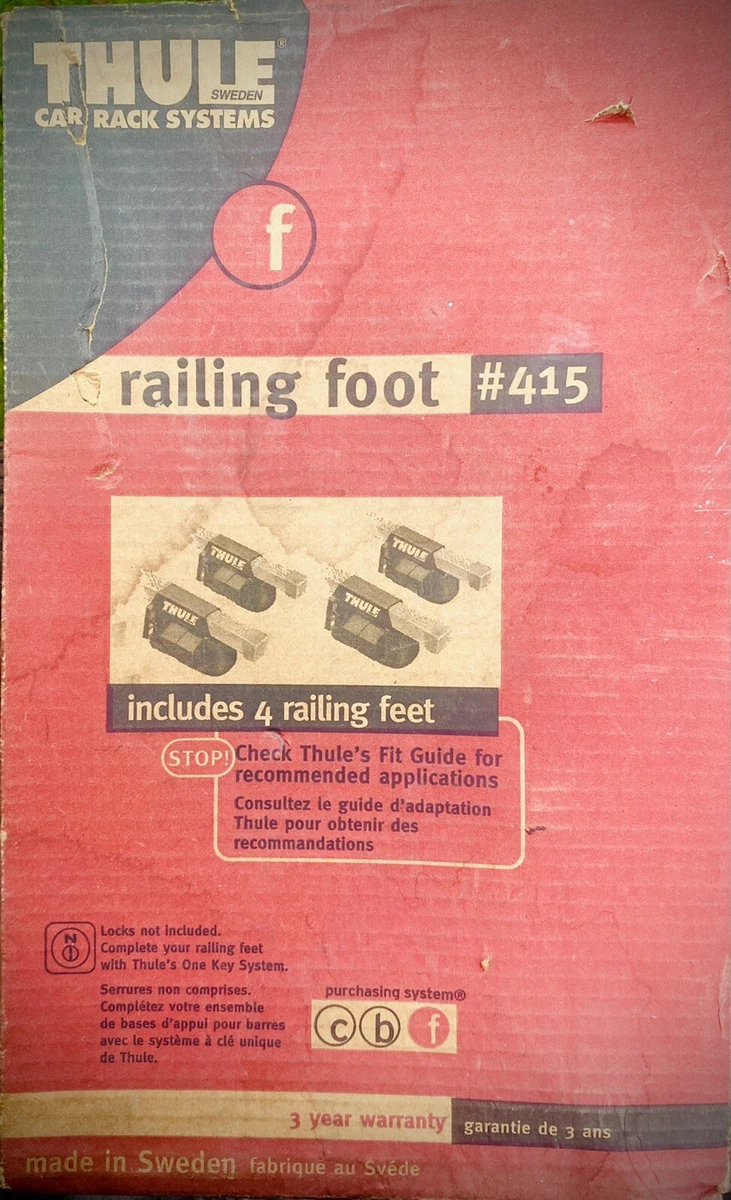 THULE®
SWEDEN
CAR RACK SYSTEMS
f
railing foot #415
THULE
THULE
THULE
THULE
includes 4 railing feet
STOP! Check Thule's Fit Guide for
recommended applications
Consultez le guide d'adaptation
Thule pour obtenir des
recommandations
Locks not included.
Complete your railing feet
with Thule's One Key System.
Serrures non comprises.
Complétez votre ensemble
de bases d'appui pour barres
avec le système à clé unique
de Thule.
purchasing system®
c b f
3 year warranty garantie de 3 ans
made in Sweden fabrique au Svéde